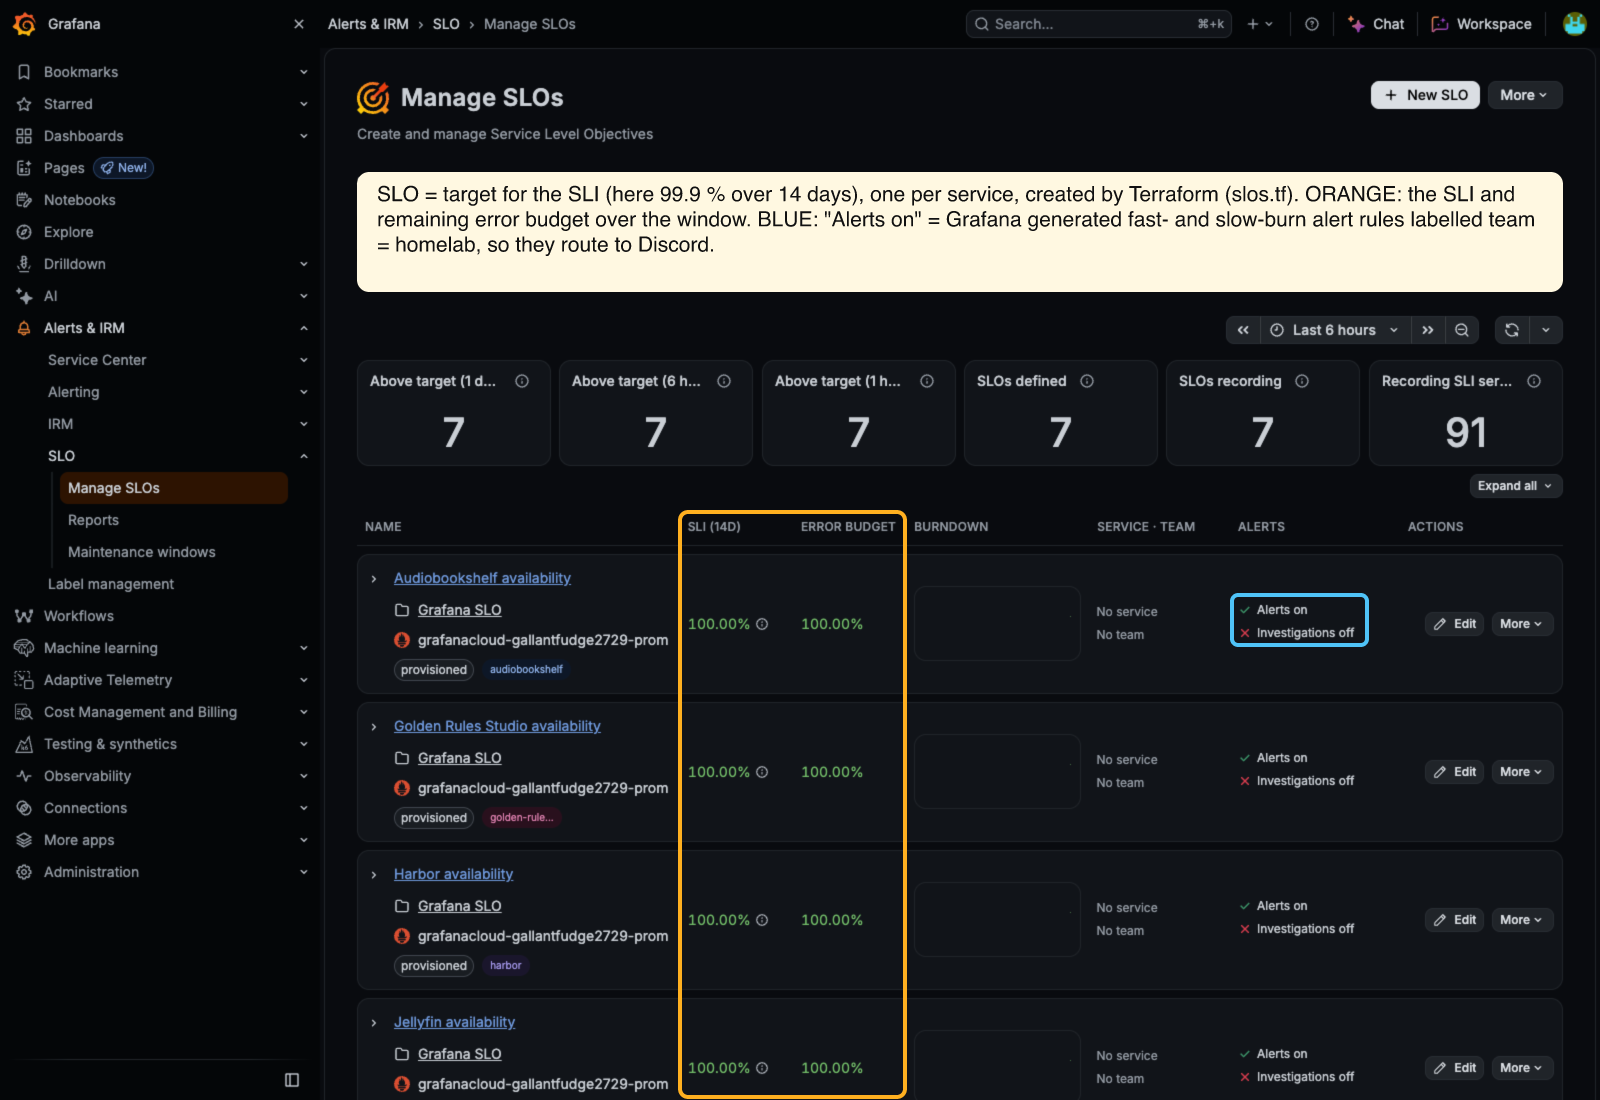 Grafana
Alerts & IRM › SLO › Manage SLOs
Search... ⌘+k
Chat
Workspace
Bookmarks
Starred
Dashboards
Pages New!
Notebooks
Explore
Drilldown
AI
Alerts & IRM
Service Center
Alerting
IRM
SLO
Manage SLOs
Reports
Maintenance windows
Label management
Workflows
Machine learning
Adaptive Telemetry
Cost Management and Billing
Testing & synthetics
Observability
Connections
More apps
Administration
Manage SLOs
Create and manage Service Level Objectives
+ New SLO
More
SLO = target for the SLI (here 99.9 % over 14 days), one per service, created by Terraform (slos.tf). ORANGE: the SLI and
remaining error budget over the window. BLUE: "Alerts on" = Grafana generated fast- and slow-burn alert rules labelled team
= homelab, so they route to Discord.
Last 6 hours
Above target (1 d...
7
Above target (6 h...
7
Above target (1 h...
7
SLOs defined
7
SLOs recording
7
Recording SLI ser...
91
Expand all
NAME SLI (14D) ERROR BUDGET BURNDOWN SERVICE · TEAM ALERTS ACTIONS
Audiobookshelf availability
Grafana SLO
grafanacloud-gallantfudge2729-prom
provisioned audiobookshelf
100.00% 100.00%
No service
No team
Alerts on
Investigations off
Edit More
Golden Rules Studio availability
Grafana SLO
grafanacloud-gallantfudge2729-prom
provisioned golden-rule...
100.00% 100.00%
No service
No team
Alerts on
Investigations off
Edit More
Harbor availability
Grafana SLO
grafanacloud-gallantfudge2729-prom
provisioned harbor
100.00% 100.00%
No service
No team
Alerts on
Investigations off
Edit More
Jellyfin availability
Grafana SLO
grafanacloud-gallantfudge2729-prom
100.00% 100.00%
No service
No team
Alerts on
Investigations off
Edit More